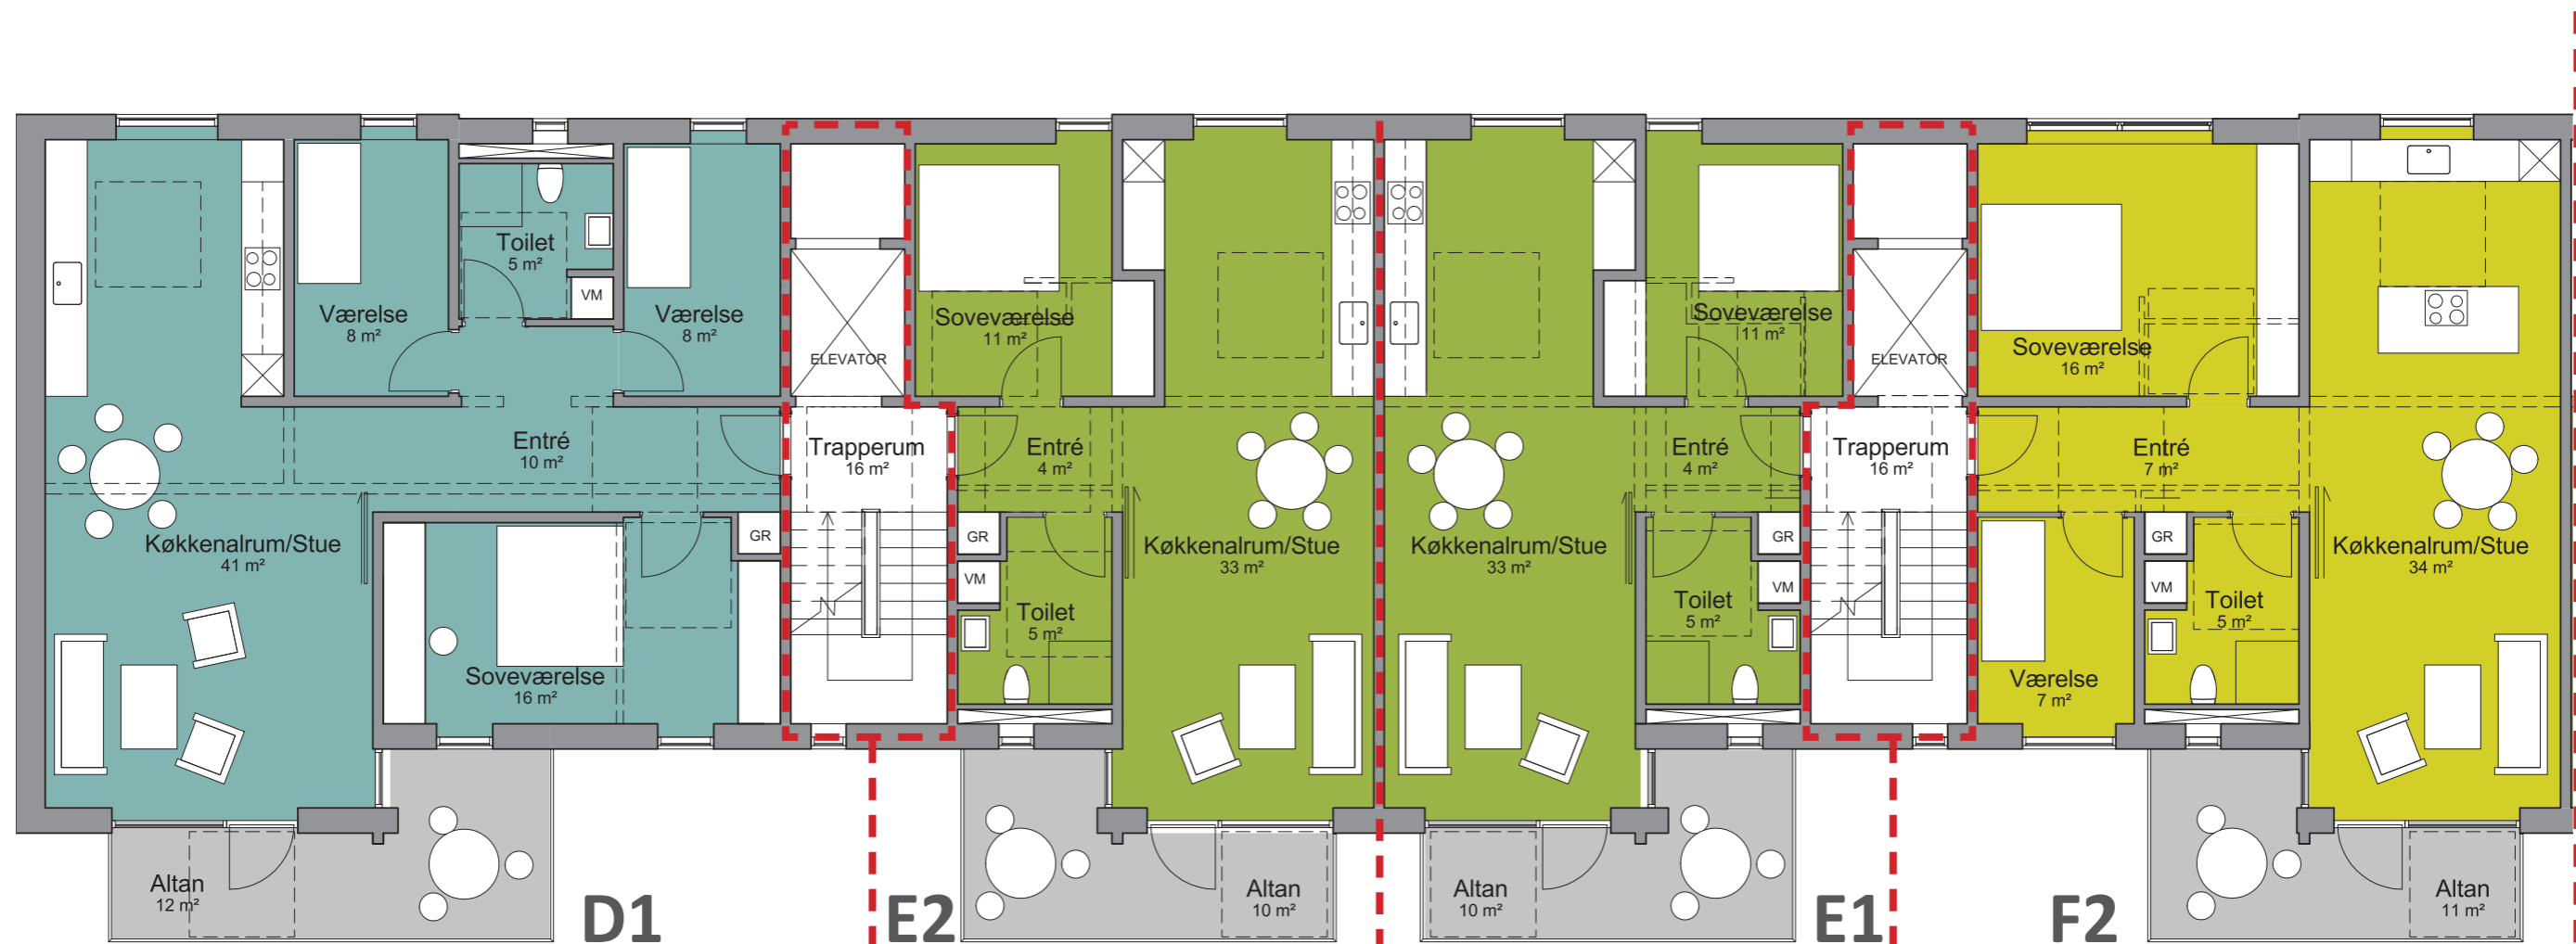 Køkkenalrum/Stue
41 m²
Værelse
8 m²
Toilet
5 m²
VM
Værelse
8 m²
Entré
10 m²
GR
Soveværelse
16 m²
Altan
12 m²
D1
ELEVATOR
Trapperum
16 m²
Soveværelse
11 m²
Entré
4 m²
GR
VM
Toilet
5 m²
Køkkenalrum/Stue
33 m²
Altan
10 m²
E2
Køkkenalrum/Stue
33 m²
Soveværelse
11 m²
Entré
4 m²
GR
VM
Toilet
5 m²
Altan
10 m²
E1
ELEVATOR
Trapperum
16 m²
Soveværelse
16 m²
Entré
7 m²
GR
VM
Toilet
5 m²
Værelse
7 m²
Køkkenalrum/Stue
34 m²
Altan
11 m²
F2